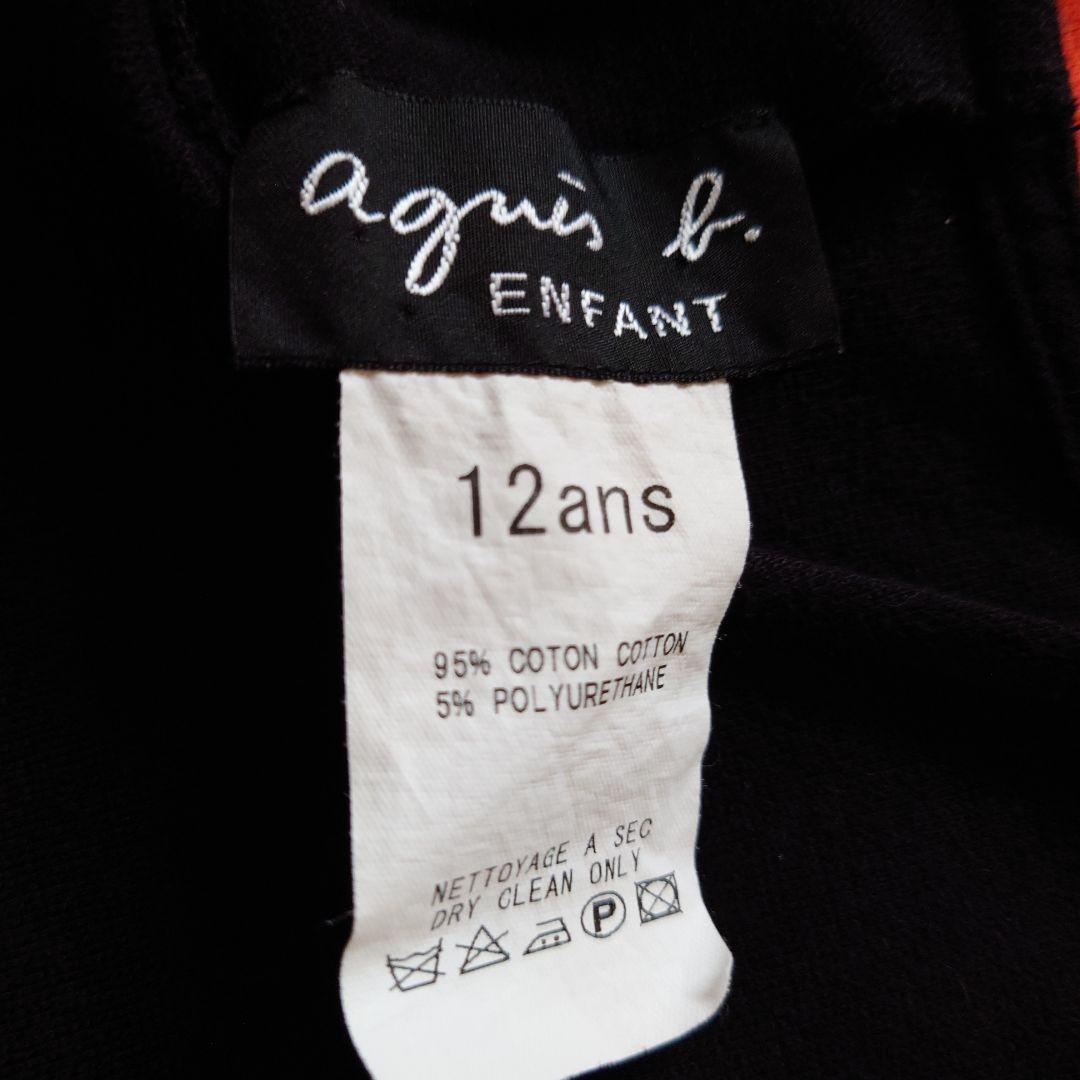 agnès b.
ENFANT
12ans
95% COTON COTTON
5% POLYURETHANE
NETTOYAGE A SEC
DRY CLEAN ONLY
P